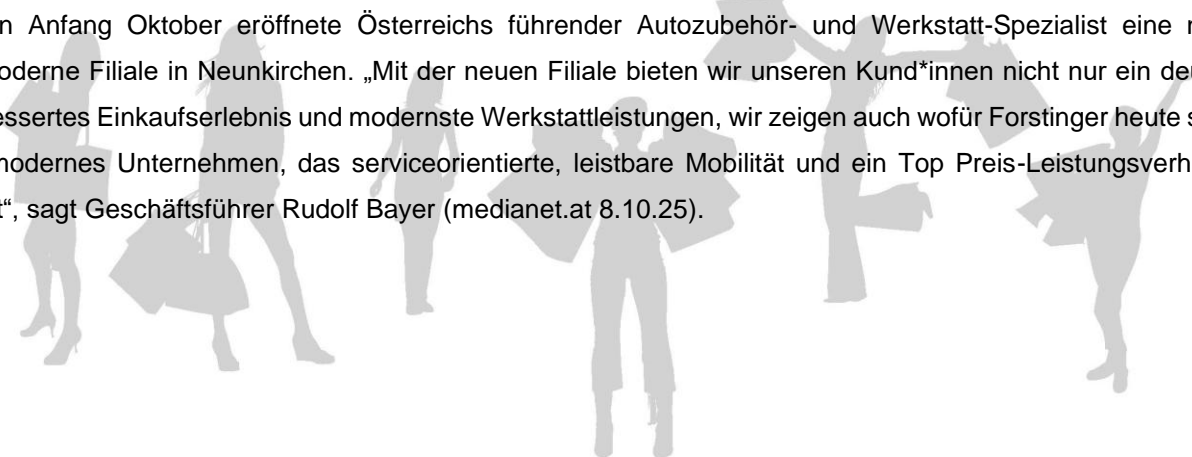 n Anfang Oktober eröffnete Österreichs führender Autozubehör- und Werkstatt-Spezialist eine
oderne Filiale in Neunkirchen. „Mit der neuen Filiale bieten wir unseren Kund*innen nicht nur ein
essertes Einkaufserlebnis und modernste Werkstattleistungen, wir zeigen auch wofür Forstinger heute
modernes Unternehmen, das serviceorientierte, leistbare Mobilität und ein Top Preis-Leistungsverh
t“, sagt Geschäftsführer Rudolf Bayer (medianet.at 8.10.25).